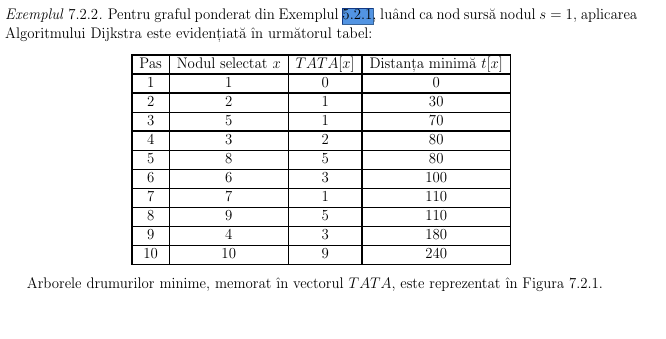 Exemplul 7.2.2. Pentru graful ponderat din Exemplul 5.2.1, luând ca nod sursă nodul s = 1, aplicarea
Algoritmului Dijkstra este evidențiată în următorul tabel:
Pas Nodul selectat x TATA[x] Distanța minimă t[x]
1 1 0 0
2 2 1 30
3 5 1 70
4 3 2 80
5 8 5 80
6 6 3 100
7 7 1 110
8 9 5 110
9 4 3 180
10 10 9 240
Arborele drumurilor minime, memorat în vectorul TATA, este reprezentat în Figura 7.2.1.